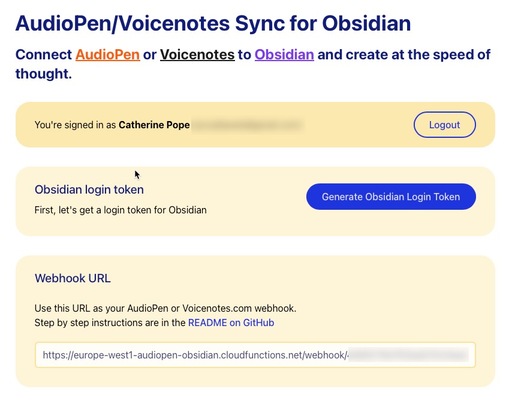 AudioPen/Voicenotes Sync for Obsidian
Connect AudioPen or Voicenotes to Obsidian and create at the speed of
thought.
You're signed in as Catherine Pope
Logout
Obsidian login token
First, let's get a login token for Obsidian
Generate Obsidian Login Token
Webhook URL
Use this URL as your AudioPen or Voicenotes.com webhook.
Step by step instructions are in the README on GitHub
https://europe-west1-audiopen-obsidian.cloudfunctions.net/webhook/